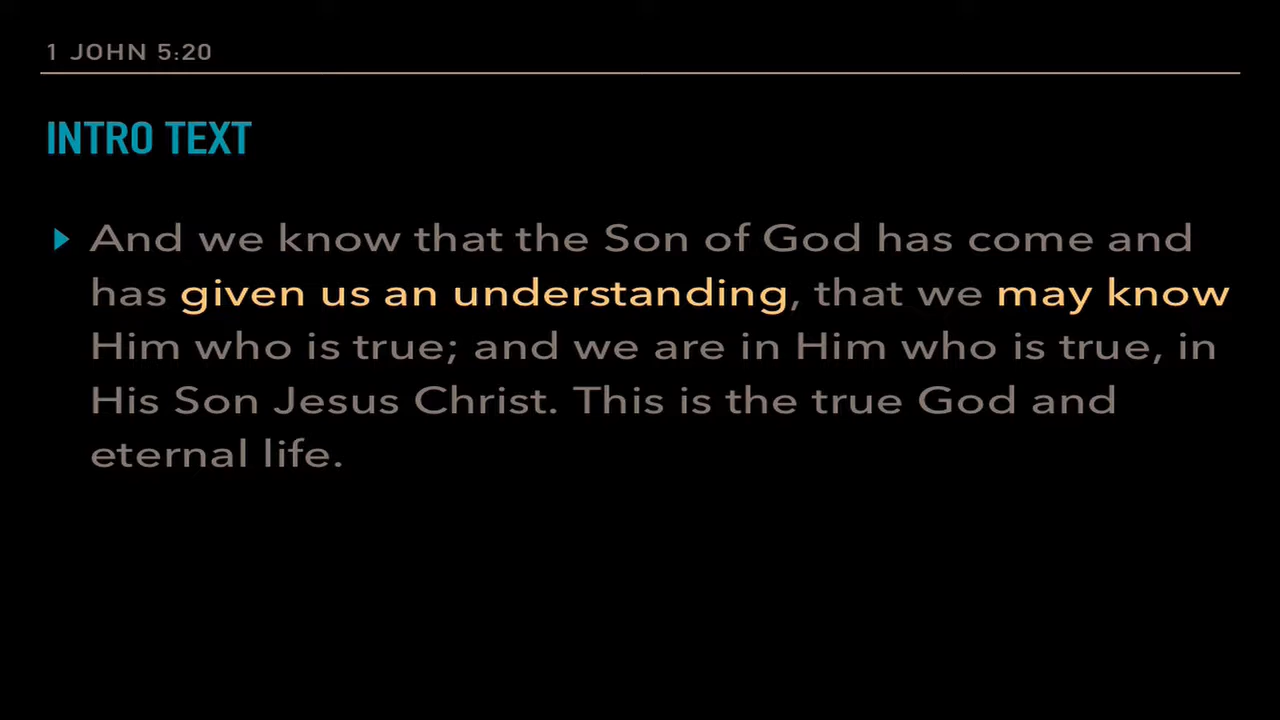 1 JOHN 5:20
INTRO TEXT
And we know that the Son of God has come and
has given us an understanding, that we may know
Him who is true; and we are in Him who is true, in
His Son Jesus Christ. This is the true God and
eternal life.